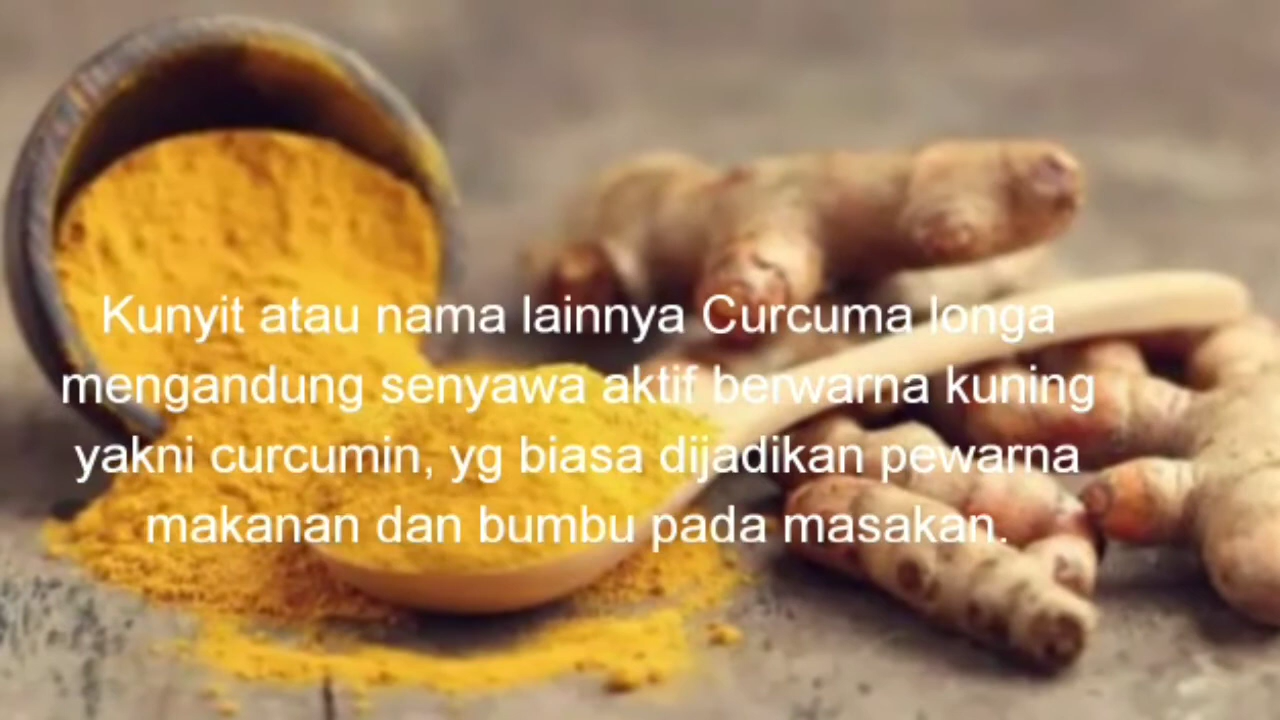 Kunyit atau nama lainnya Curcuma longa
mengandung senyawa aktif berwarna kuning
yakni curcumin, yg biasa dijadikan pewarna
makanan dan bumbu pada masakan.